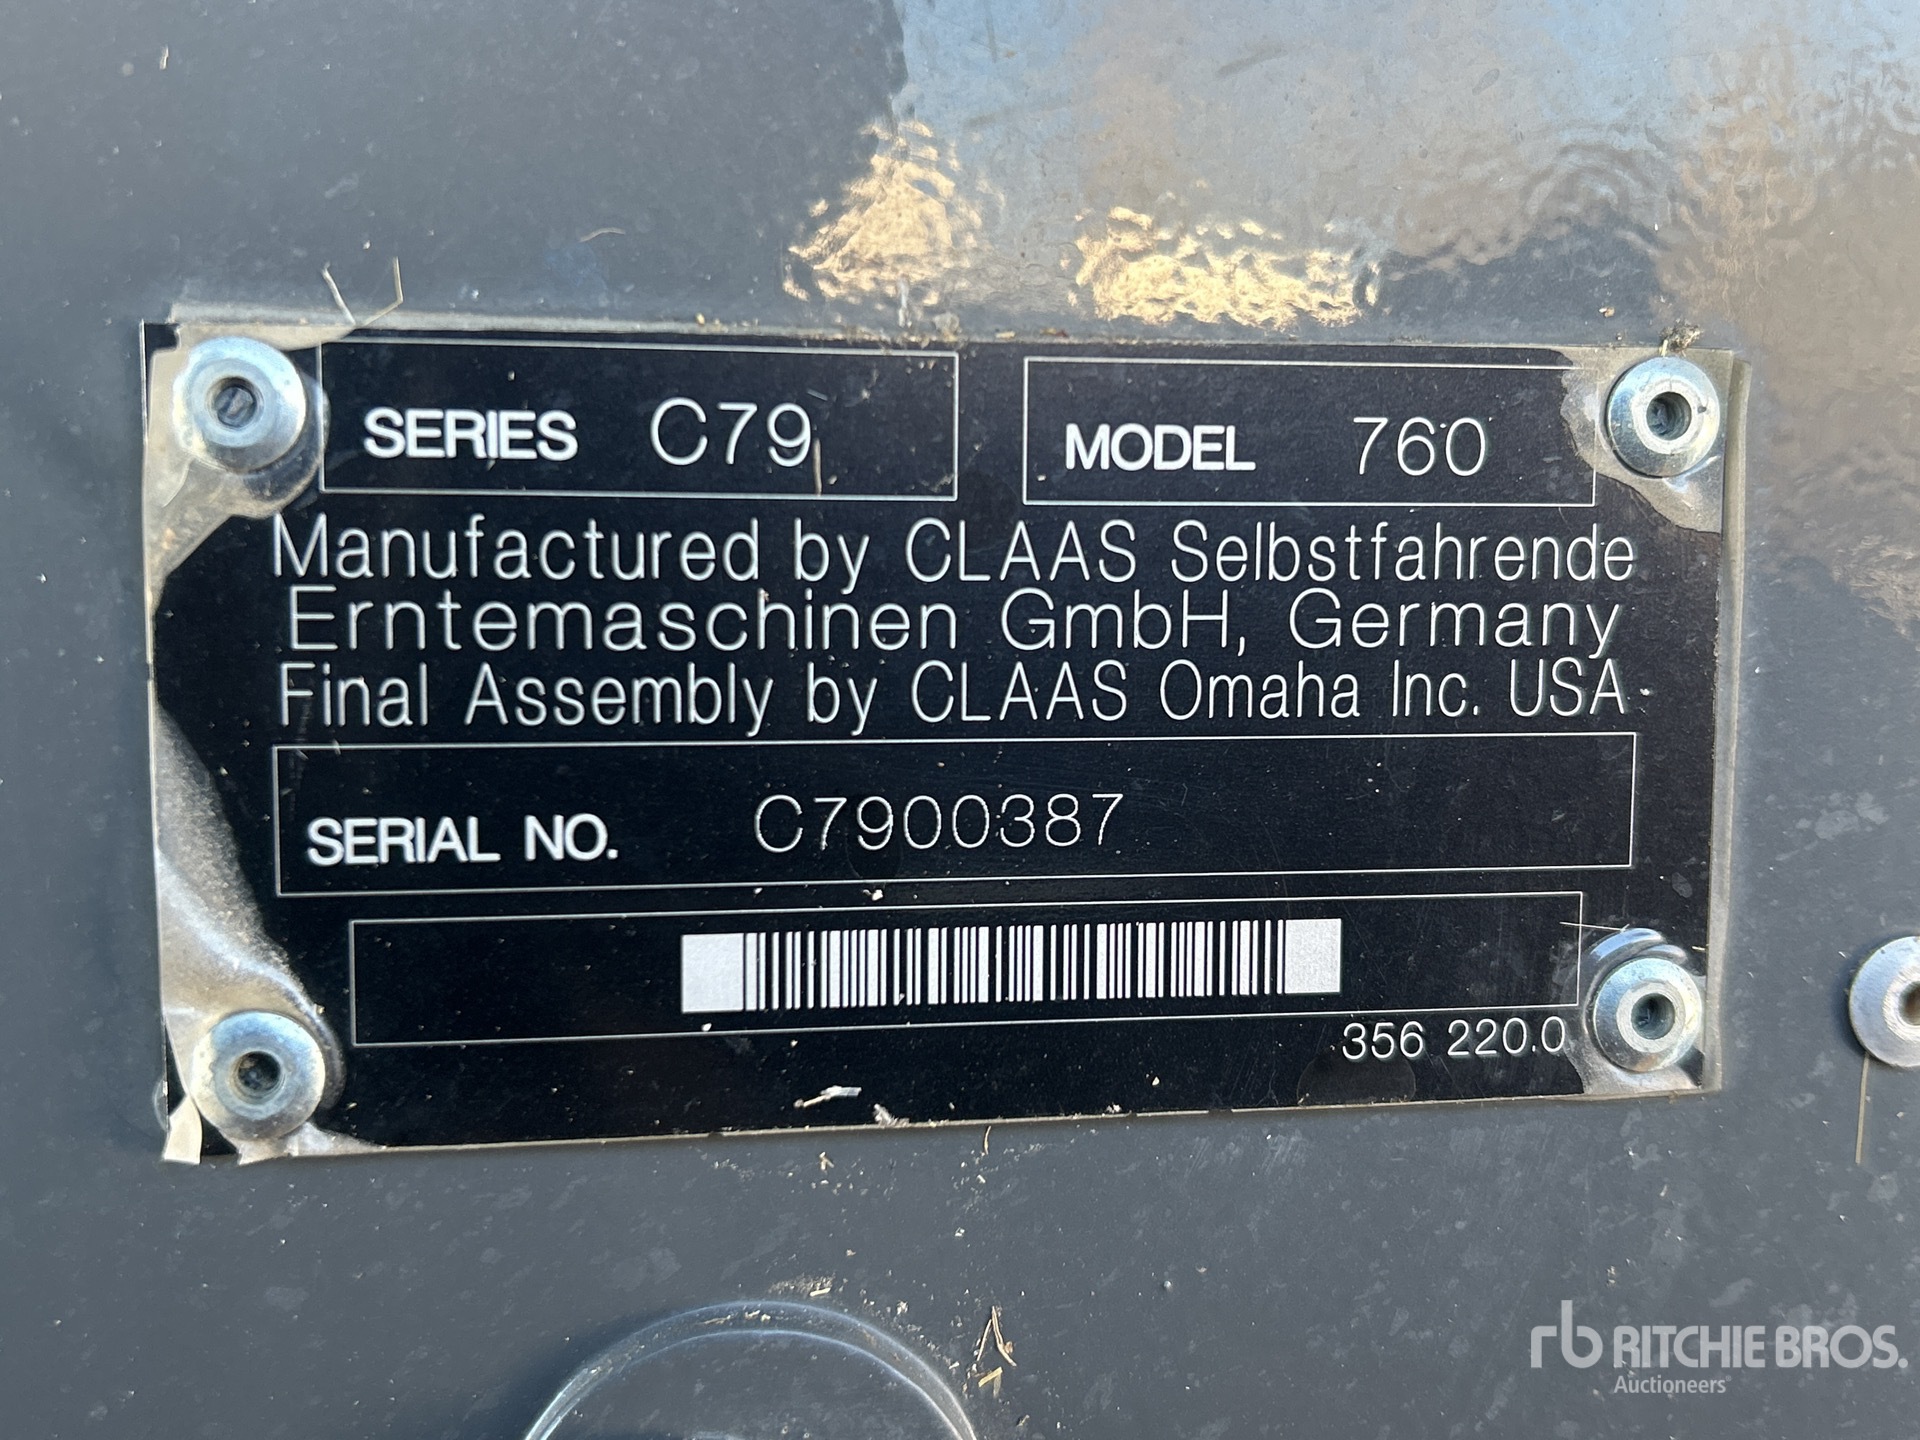 SERIES C79
MODEL 760
Manufactured by CLAAS Selbstfahrende
Erntemaschinen GmbH, Germany
Final Assembly by CLAAS Omaha Inc. USA
SERIAL NO. C7900387
356 220.0
rb RITCHIE BROS.
Auctioneers